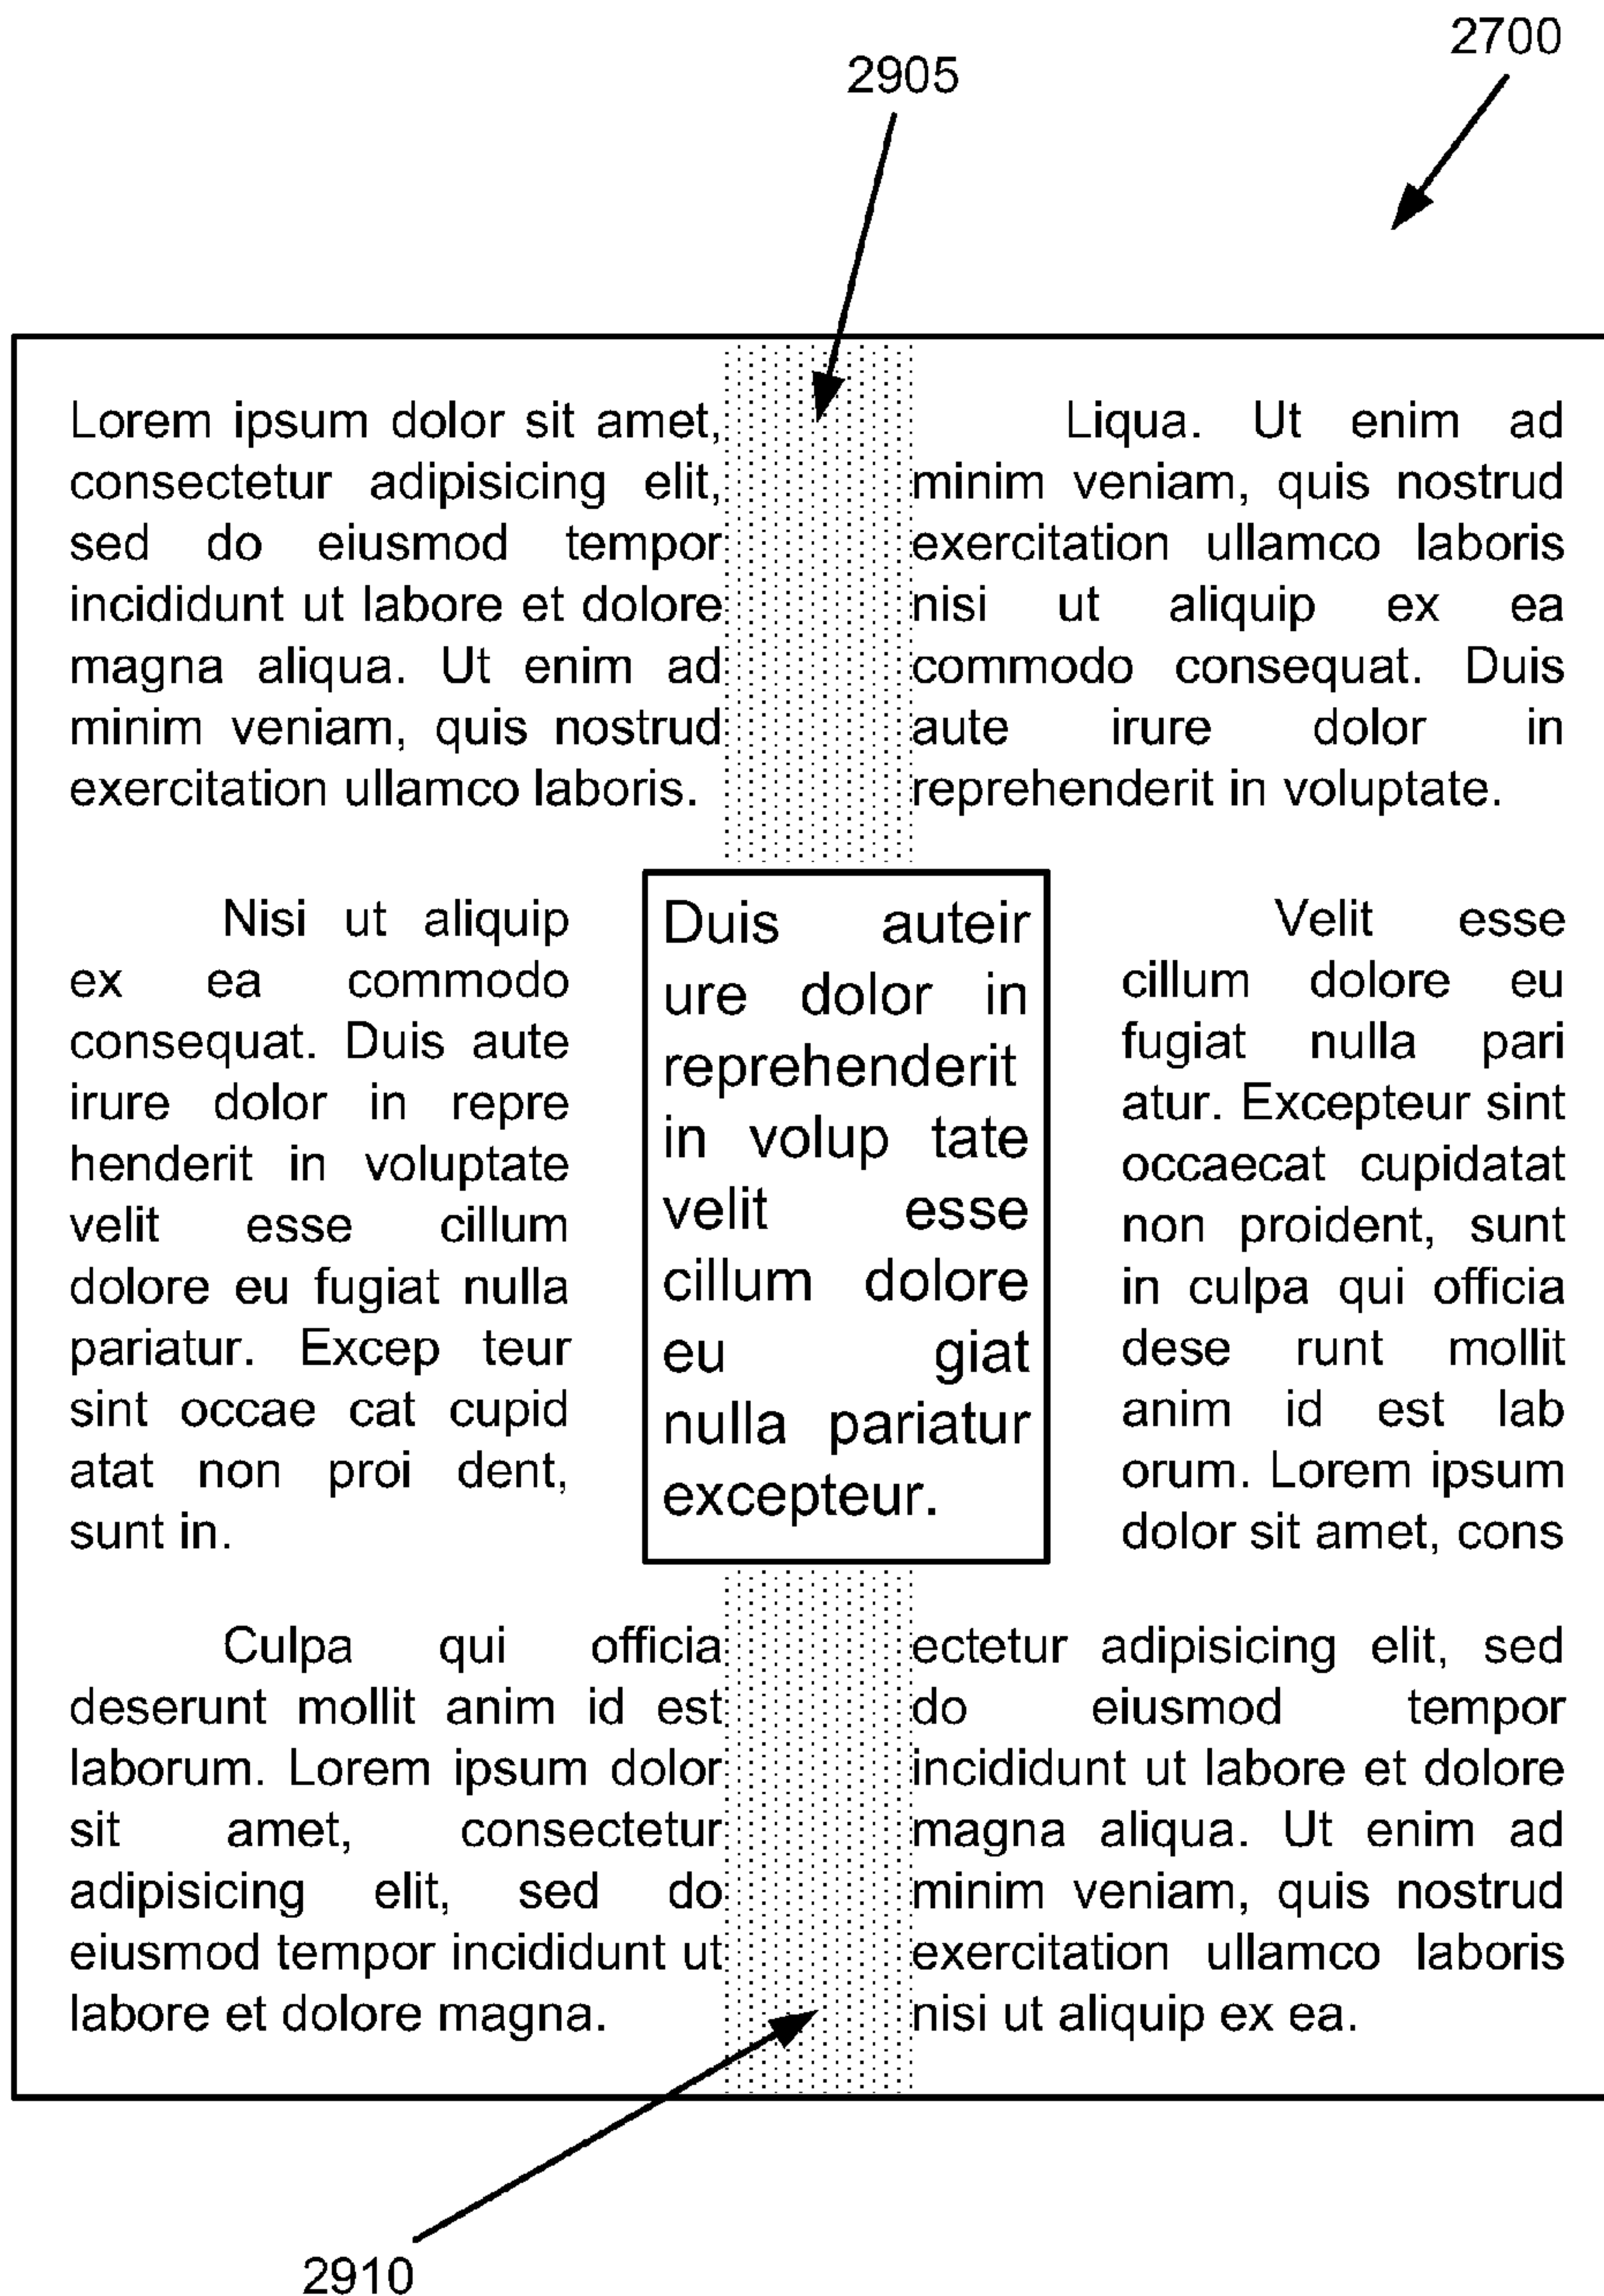 2700
2905
Lorem ipsum dolor sit amet,
consectetur adipisicing elit,
sed do eiusmod tempor
incididunt ut labore et dolore
magna aliqua. Ut enim ad
minim veniam, quis nostrud
exercitation ullamco laboris.
Nisi ut aliquip
ex ea commodo
consequat. Duis aute
irure dolor in repre
henderit in voluptate
velit esse cillum
dolore eu fugiat nulla
pariatur. Excep teur
sint occae cat cupid
atat non proi dent,
sunt in.
Culpa qui officia
deserunt mollit anim id est
laborum. Lorem ipsum dolor
sit amet, consectetur
adipisicing elit, sed do
eiusmod tempor incididunt ut
labore et dolore magna.
Duis auteir
ure dolor in
reprehenderit
in volup tate
velit esse
cillum dolore
eu giat
nulla pariatur
excepteur.
Liqua. Ut enim ad
minim veniam, quis nostrud
exercitation ullamco laboris
nisi ut aliquip ex ea
commodo consequat. Duis
aute irure dolor in
reprehenderit in voluptate.
Velit esse
cillum dolore eu
fugiat nulla pari
atur. Excepteur sint
occaecat cupidatat
non proident, sunt
in culpa qui officia
dese runt mollit
anim id est lab
orum. Lorem ipsum
dolor sit amet, cons
ectetur adipisicing elit, sed
do eiusmod tempor
incididunt ut labore et dolore
magna aliqua. Ut enim ad
minim veniam, quis nostrud
exercitation ullamco laboris
nisi ut aliquip ex ea.
2910